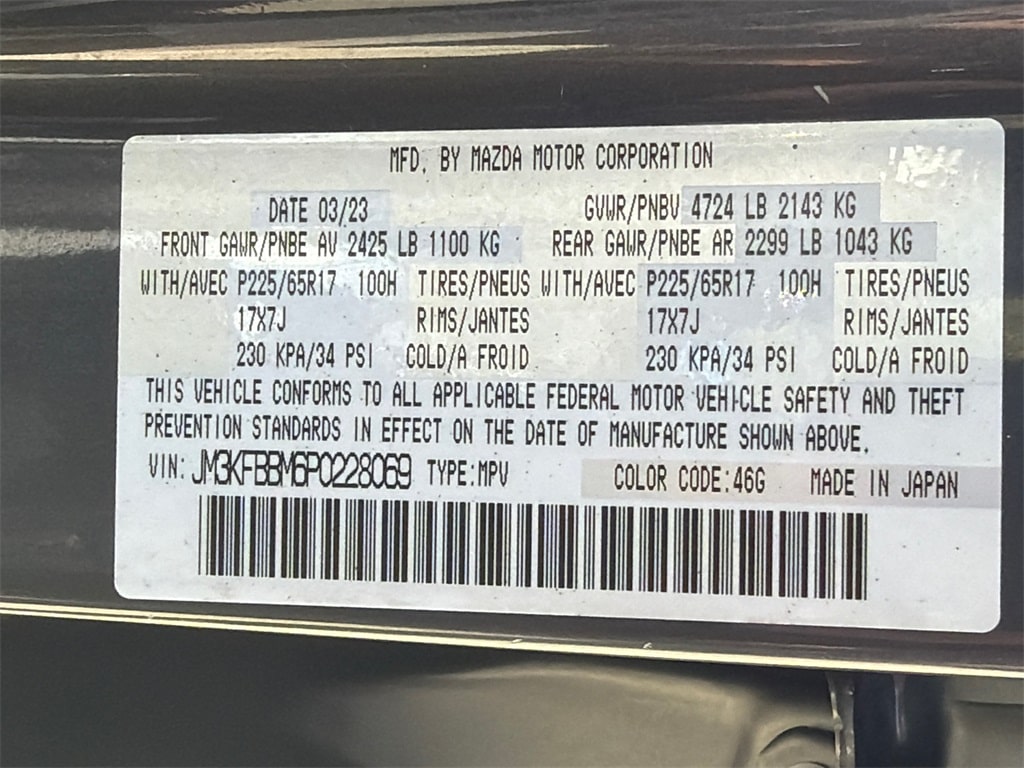 MFD. BY MAZDA MOTOR CORPORATION
DATE 03/23 GVWR/PNBV 4724 LB 2143 KG
FRONT GAWR/PNBE AV 2425 LB 1100 KG REAR GAWR/PNBE AR 2299 LB 1043 KG
WITH/AVEC P225/65R17 100H TIRES/PNEUS WITH/AVEC P225/65R17 100H TIRES/PNEUS
17X7J RIMS/JANTES 17X7J RIMS/JANTES
230 KPA/34 PSI COLD/A FROID 230 KPA/34 PSI COLD/A FROID
THIS VEHICLE CONFORMS TO ALL APPLICABLE FEDERAL MOTOR VEHICLE SAFETY AND THEFT
PREVENTION STANDARDS IN EFFECT ON THE DATE OF MANUFACTURE SHOWN ABOVE.
VIN: JM3KFBBM6P0228069 TYPE:MPV COLOR CODE:46G MADE IN JAPAN